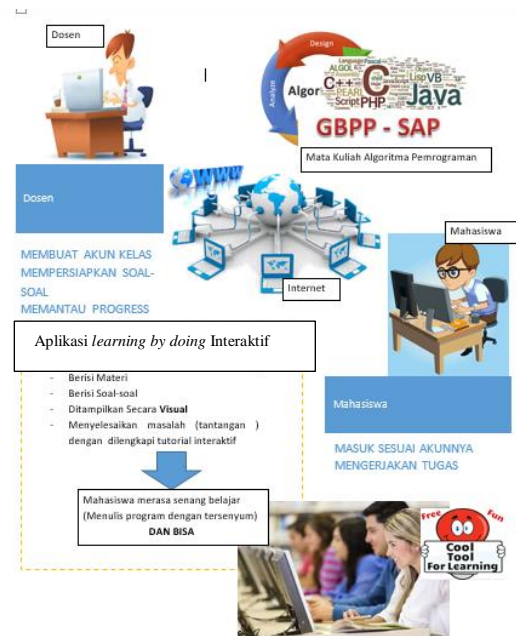 Dosen
Design
Analyze
Language
Pascal
ALGOL
Algor
C++
C
Lisp
VB
PEARL
Script
PHP
Java
GBPP - SAP
Mata Kuliah Algoritma Pemrograman
WWW
Dosen
Internet
Mahasiswa
MEMBUAT AKUN KELAS
MEMPERSIAPKAN SOAL-
SOAL
MEMANTAU PROGRESS
Aplikasi learning by doing Interaktif
- Berisi Materi
- Berisi Soal-soal
- Ditampilkan Secara Visual
- Menyelesaikan masalah (tantangan )
dengan dilengkapi tutorial interaktif
Mahasiswa
MASUK SESUAI AKUNNYA
MENGERJAKAN TUGAS
Mahasiswa merasa senang belajar
(Menulis program dengan tersenyum)
DAN BISA
Free
Fun
Cool
Tool
For Learning